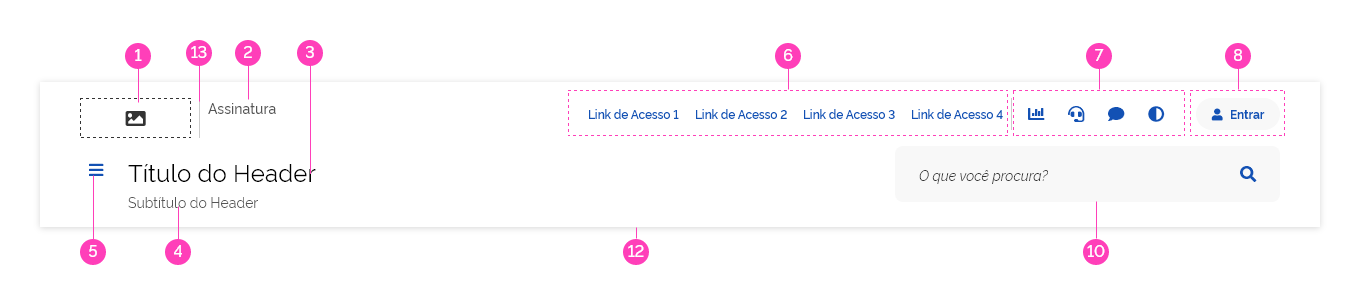 1 13 2 3 6 7 8
Assinatura
Link de Acesso 1 Link de Acesso 2 Link de Acesso 3 Link de Acesso 4
Entrar
Título do Header
O que você procura?
Subtítulo do Header
5 4 12 10